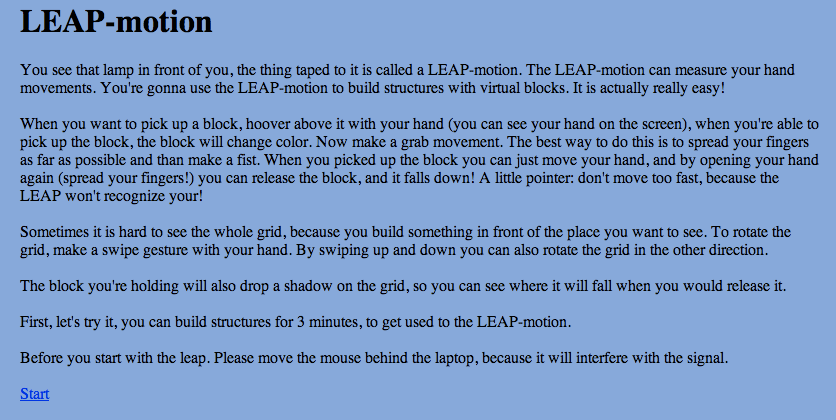 LEAP-motion
You see that lamp in front of you, the thing taped to it is called a LEAP-motion. The LEAP-motion can measure your hand
movements. You're gonna use the LEAP-motion to build structures with virtual blocks. It is actually really easy!
When you want to pick up a block, hoover above it with your hand (you can see your hand on the screen), when you're able to
pick up the block, the block will change color. Now make a grab movement. The best way to do this is to spread your fingers
as far as possible and than make a fist. When you picked up the block you can just move your hand, and by opening your hand
again (spread your fingers!) you can release the block, and it falls down! A little pointer: don't move too fast, because the
LEAP won't recognize your!
Sometimes it is hard to see the whole grid, because you build something in front of the place you want to see. To rotate the
grid, make a swipe gesture with your hand. By swiping up and down you can also rotate the grid in the other direction.
The block you're holding will also drop a shadow on the grid, so you can see where it will fall when you would release it.
First, let's try it, you can build structures for 3 minutes, to get used to the LEAP-motion.
Before you start with the leap. Please move the mouse behind the laptop, because it will interfere with the signal.
Start